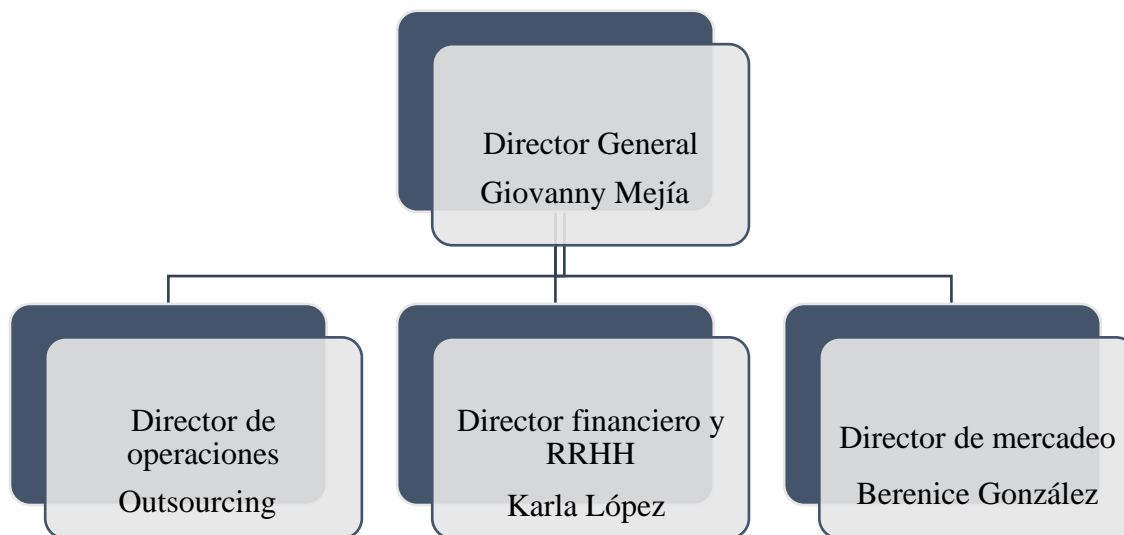 Director General
Giovanny Mejía
Director de
operaciones
Outsourcing
Director financiero y
RRHH
Karla López
Director de mercadeo
Berenice González